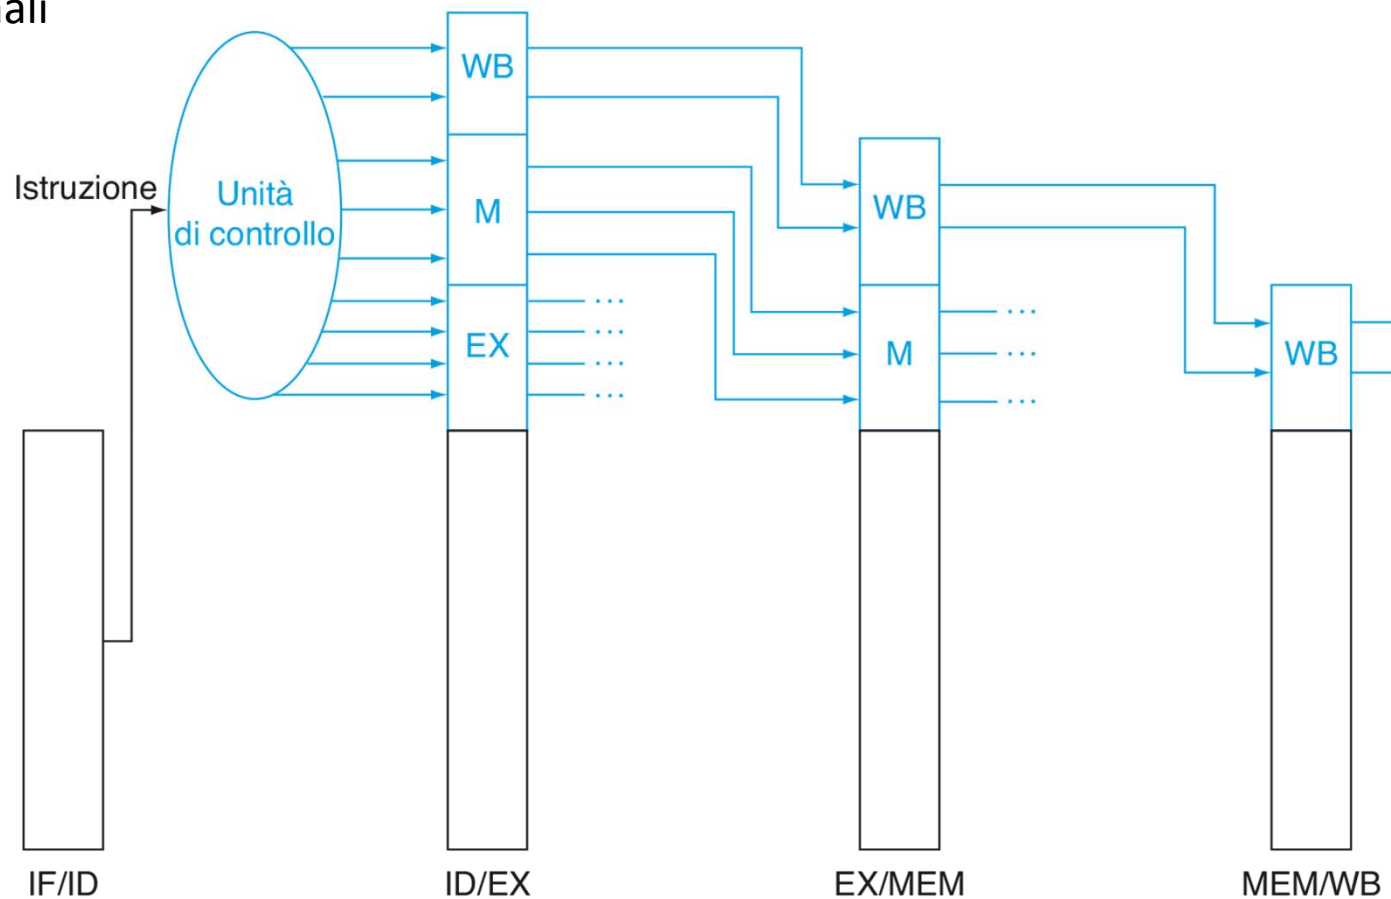 Istruzione
Unità
di controllo
WB
M
EX
...
...
...
...
WB
M
...
...
...
WB
IF/ID
ID/EX
EX/MEM
MEM/WB